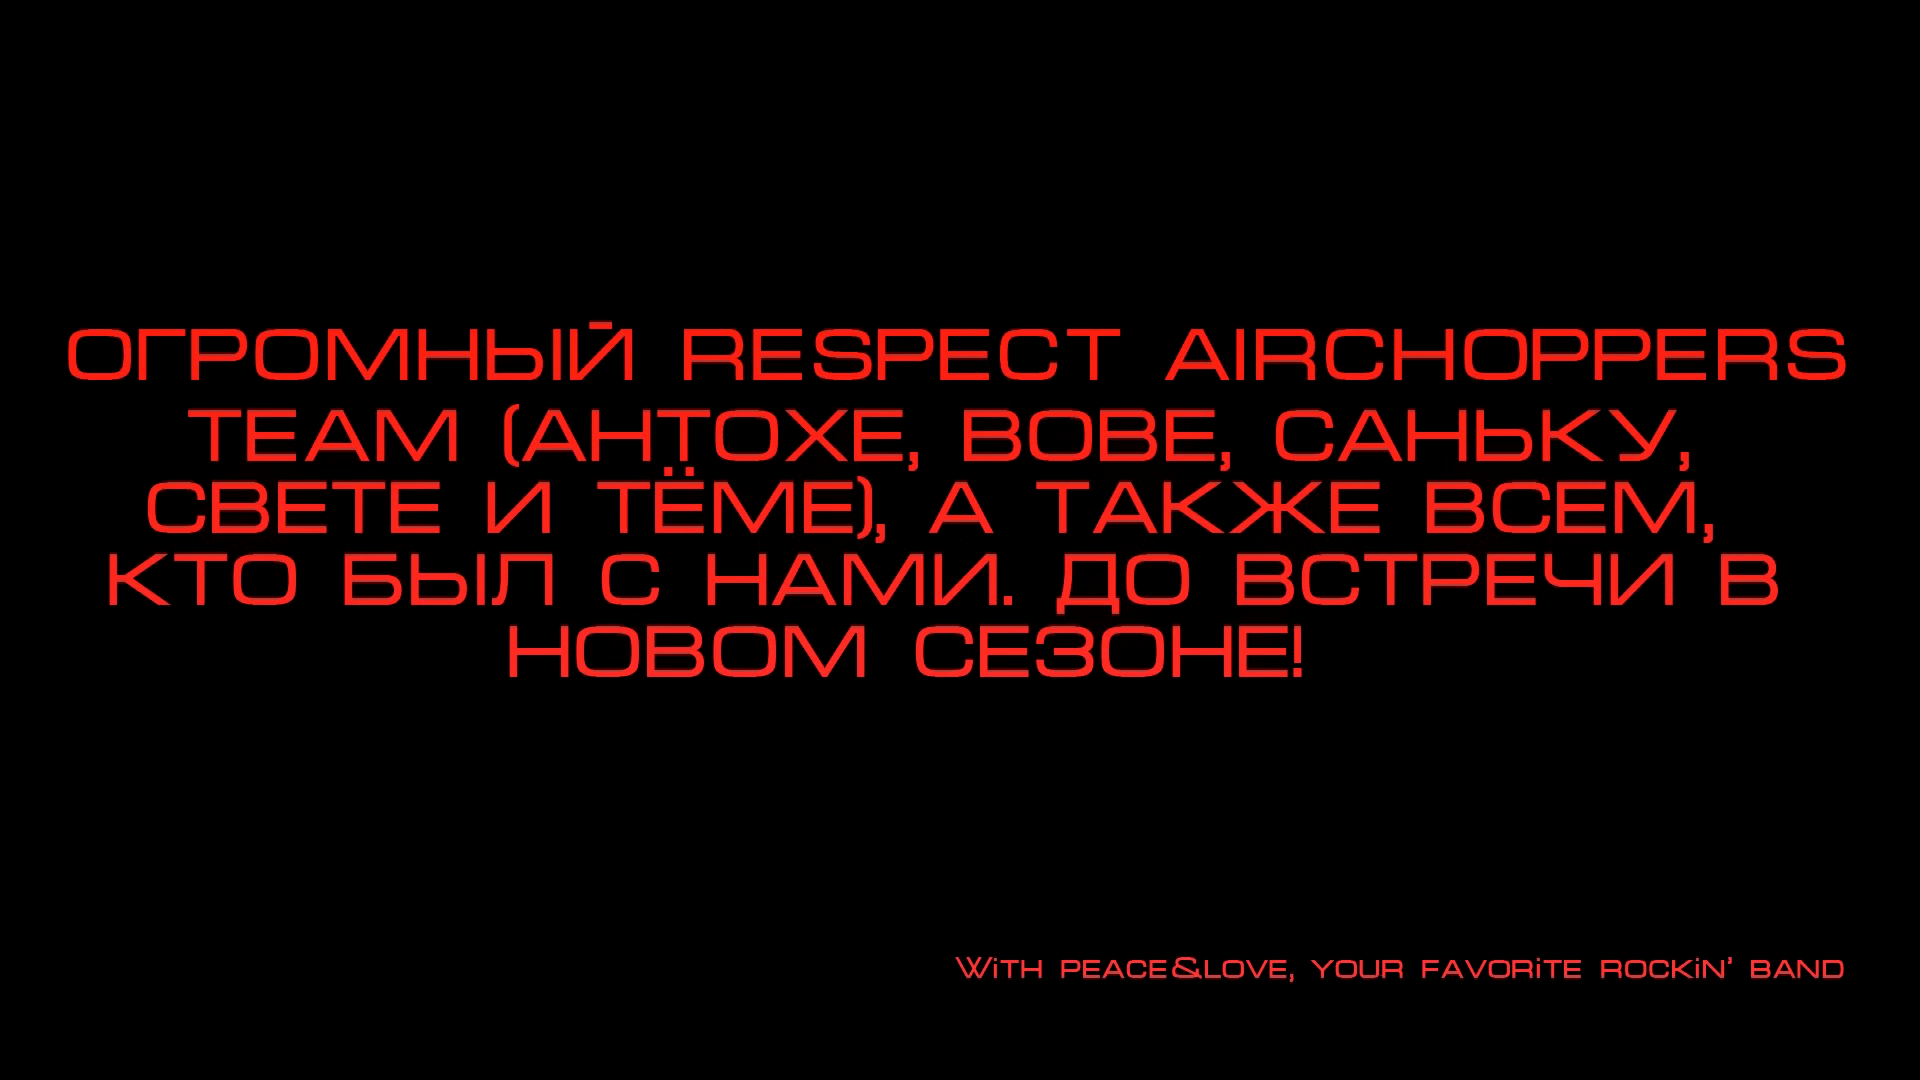 ОГРОМНЫЙ RESPECT AIRCHOPPERS
TEAM (АНТОХЕ, ВОВЕ, САНЬКУ,
СВЕТЕ И ТЁМЕ), А ТАКЖЕ ВСЕМ,
КТО БЫЛ С НАМИ. ДО ВСТРЕЧИ В
НОВОМ СЕЗОНЕ!
WiTH PEACE&LOVE, YOUR FAVORiTE ROCKiN' BAND